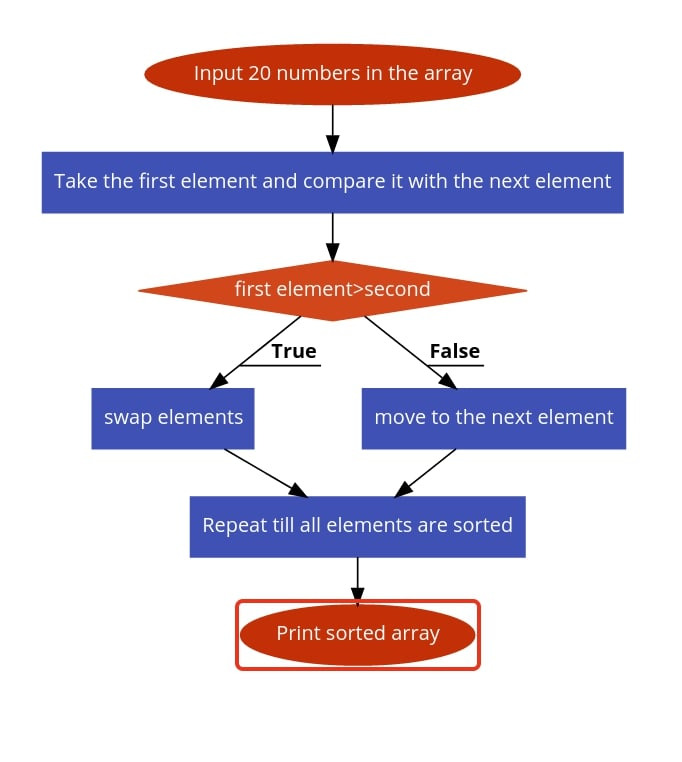 Input 20 numbers in the array
Take the first element and compare it with the next element
first element>second
True
False
swap elements
move to the next element
Repeat till all elements are sorted
Print sorted array